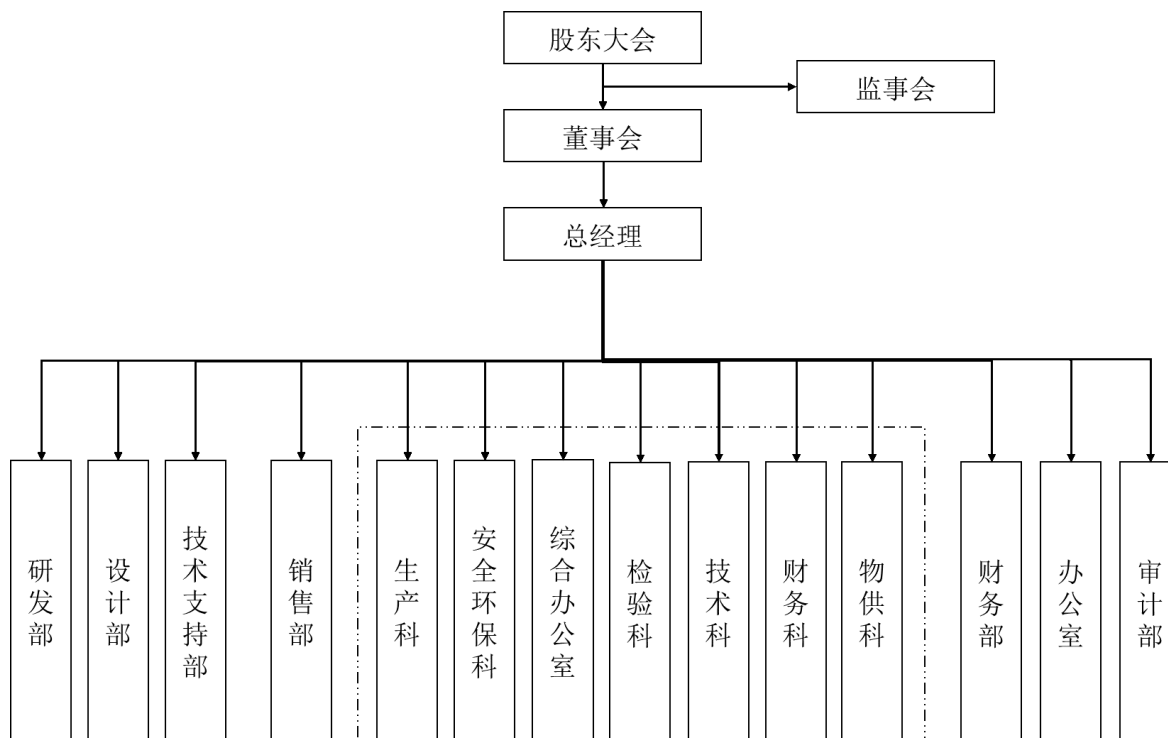 股东大会
监事会
董事会
总经理
研发部
设计部
技术支持部
销售部
生产科
安全环保科
综合办公室
检验科
技术科
财务科
物供科
财务部
办公室
审计部